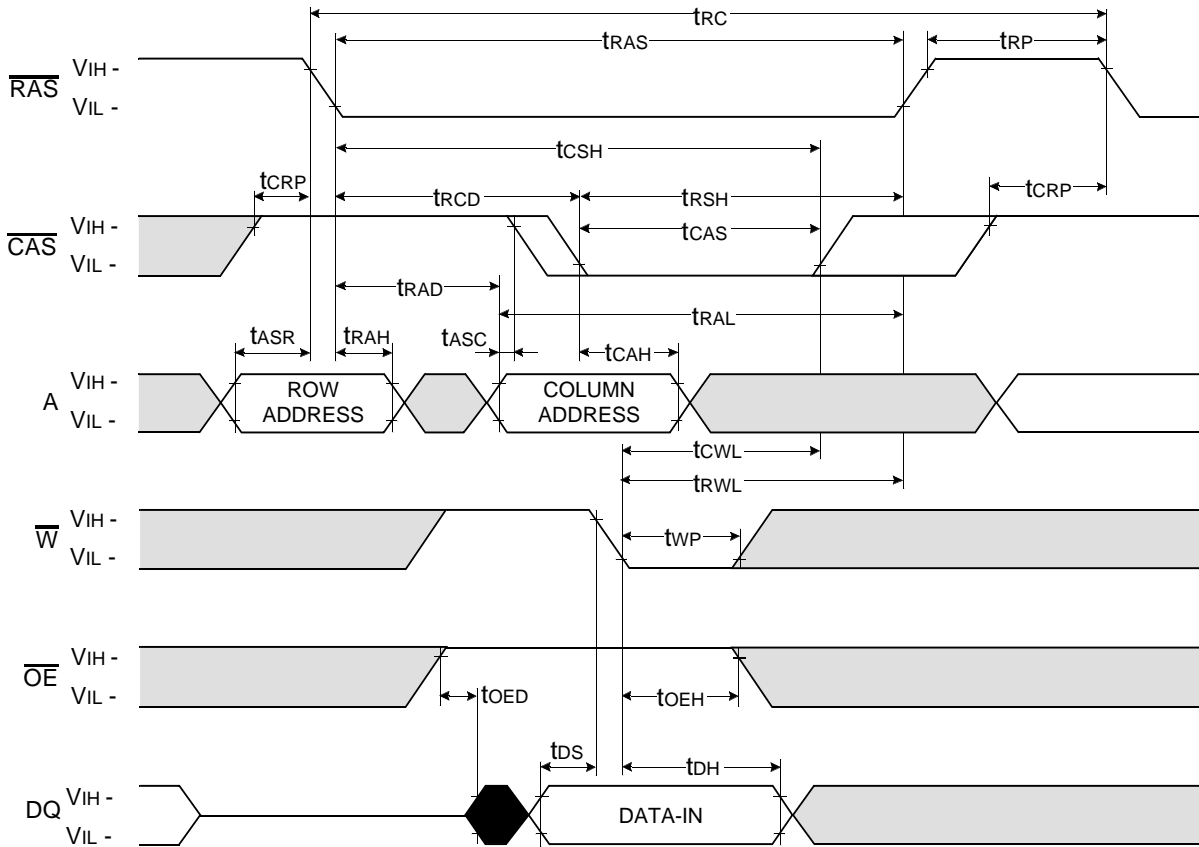 tRC
tRAS
tRP
RAS
VIH -
VIL -
tCSH
tCRP
tRCD
tRSH
tCRP
CAS
VIH -
VIL -
tCAS
tRAD
tRAL
tASR
tRAH
tASC
tCAH
A
VIH -
VIL -
ROW
ADDRESS
COLUMN
ADDRESS
tCWL
tRWL
W
VIH -
VIL -
tWP
OE
VIH -
VIL -
tOED
tOEH
tDS
tDH
DQ
VIH -
VIL -
DATA-IN